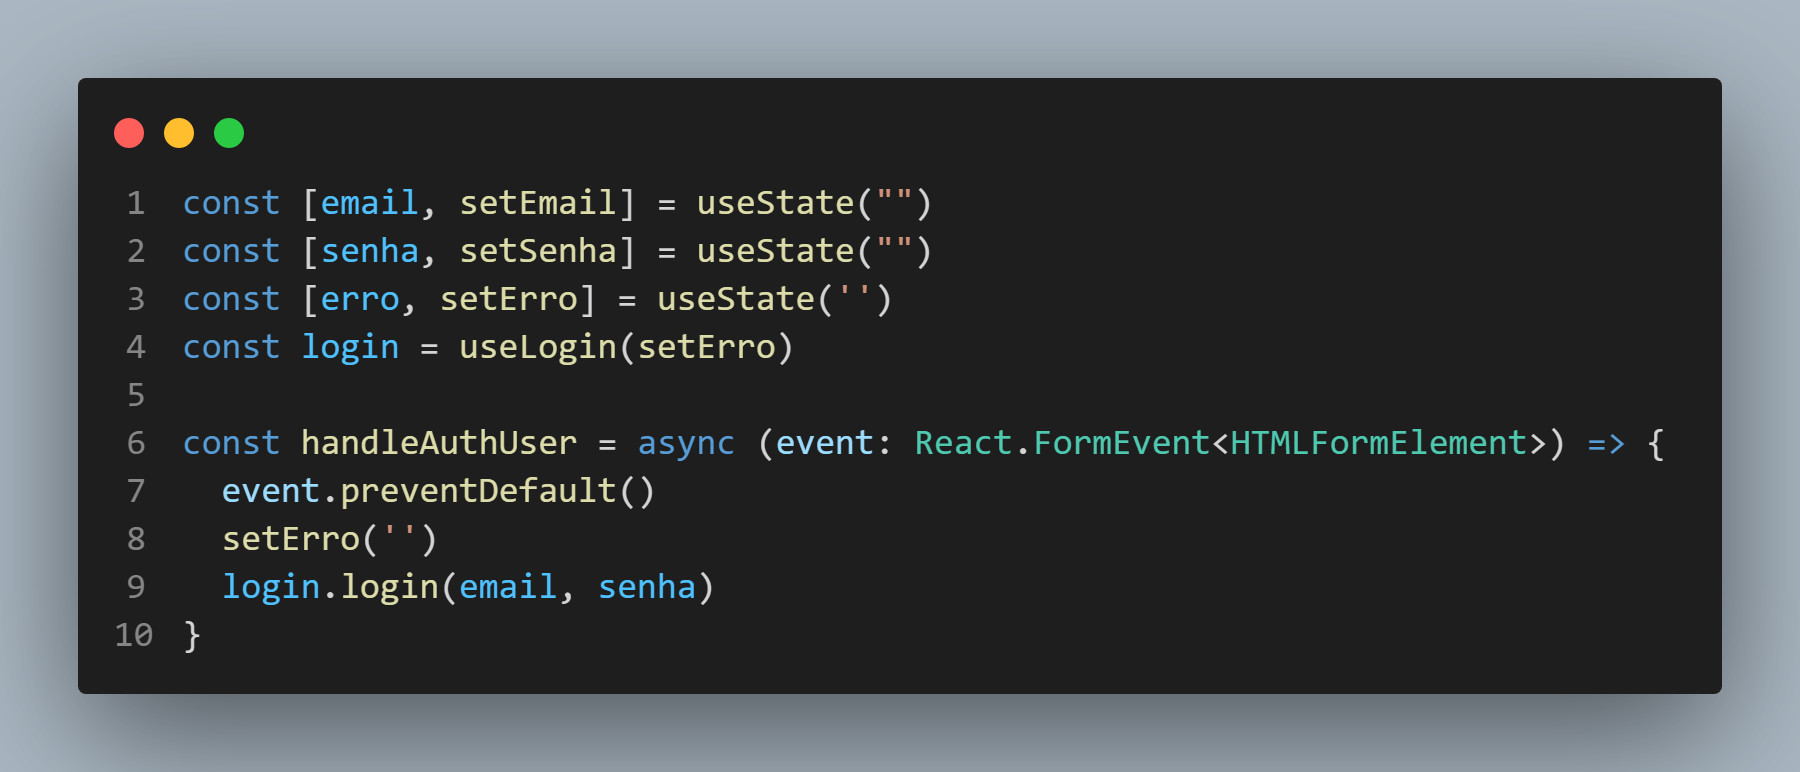 1 const [email, setEmail] = useState("")
2 const [senha, setSenha] = useState("")
3 const [erro, setErro] = useState('')
4 const login = useLogin(setErro)
5
6 const handleAuthUser = async (event: React.FormEvent<HTMLFormElement>) => {
7   event.preventDefault()
8   setErro('')
9   login.login(email, senha)
10 }